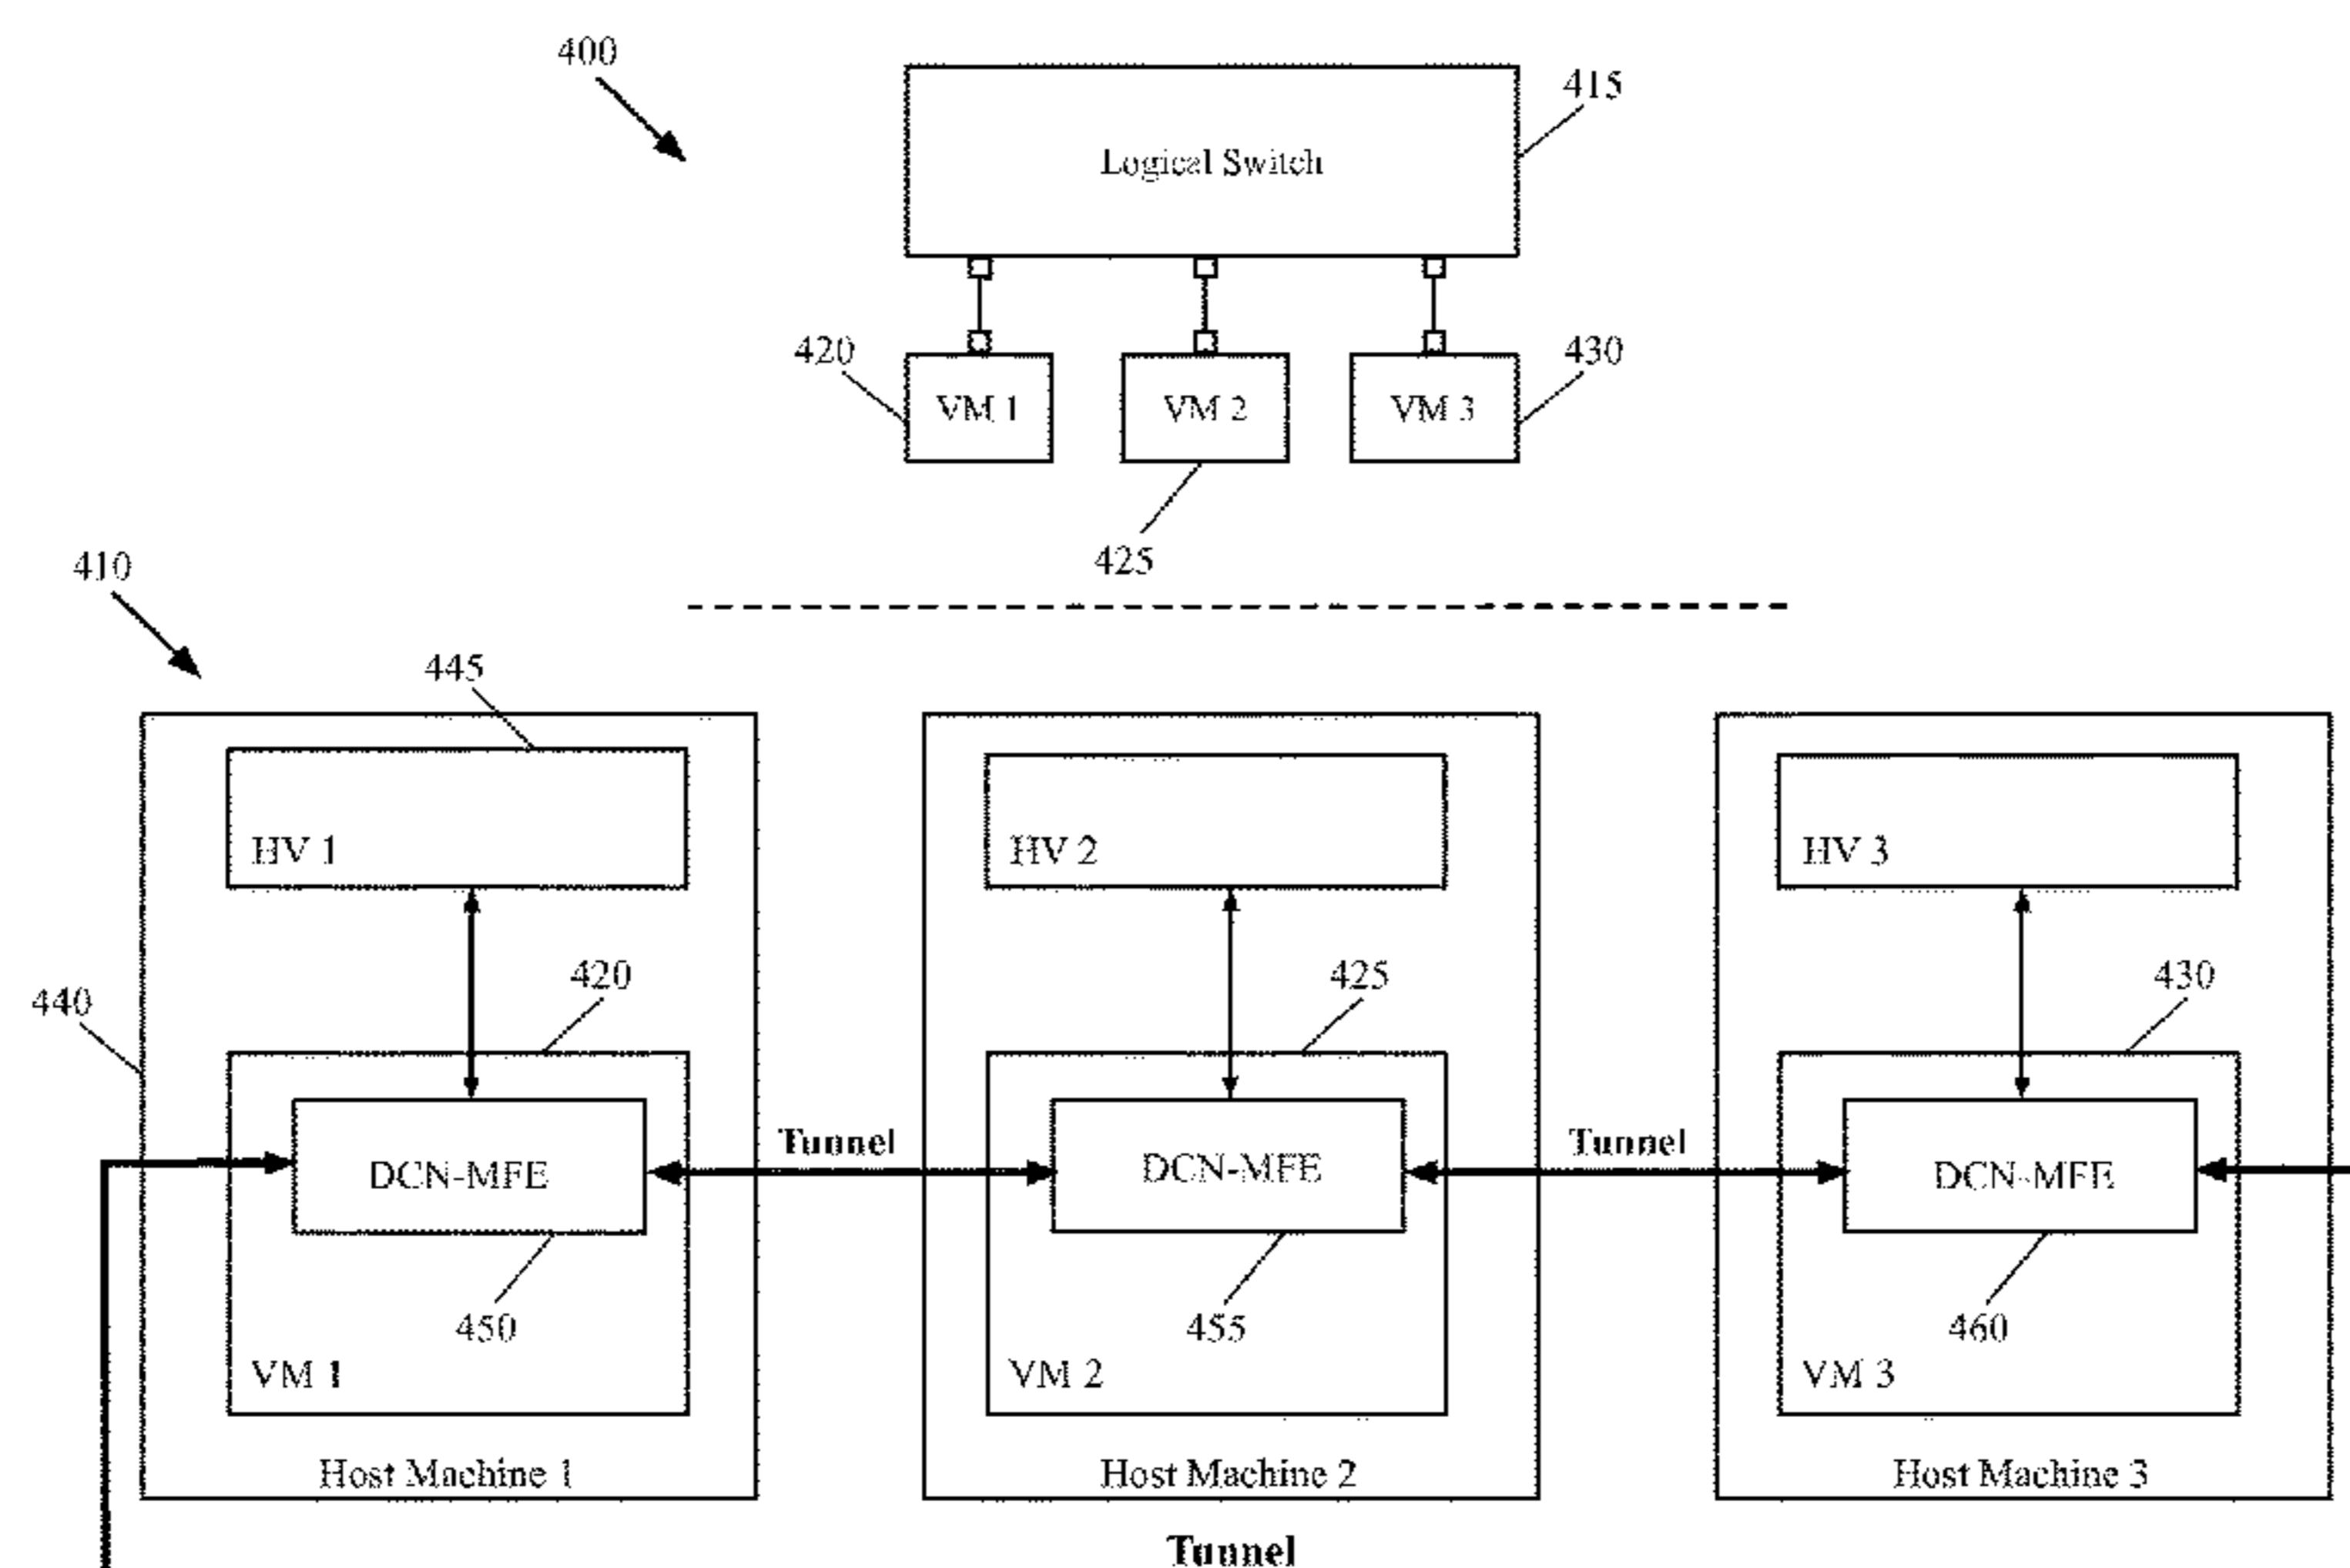 400
415
Logical Switch
420
430
VM 1
VM 2
VM 3
425
410
445
HV 1
HV 2
HV 3
440
420
425
430
Tunnel
Tunnel
DCN-MFE
DCN-MFE
DCN-MFE
450
455
460
VM 1
VM 2
VM 3
Host Machine 1
Host Machine 2
Host Machine 3
Tunnel